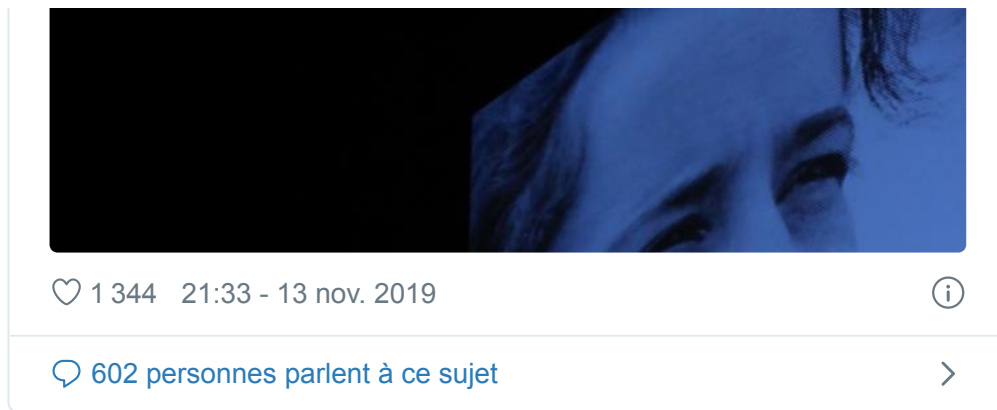 1 344 21:33 - 13 nov. 2019
602 personnes parlent à ce sujet